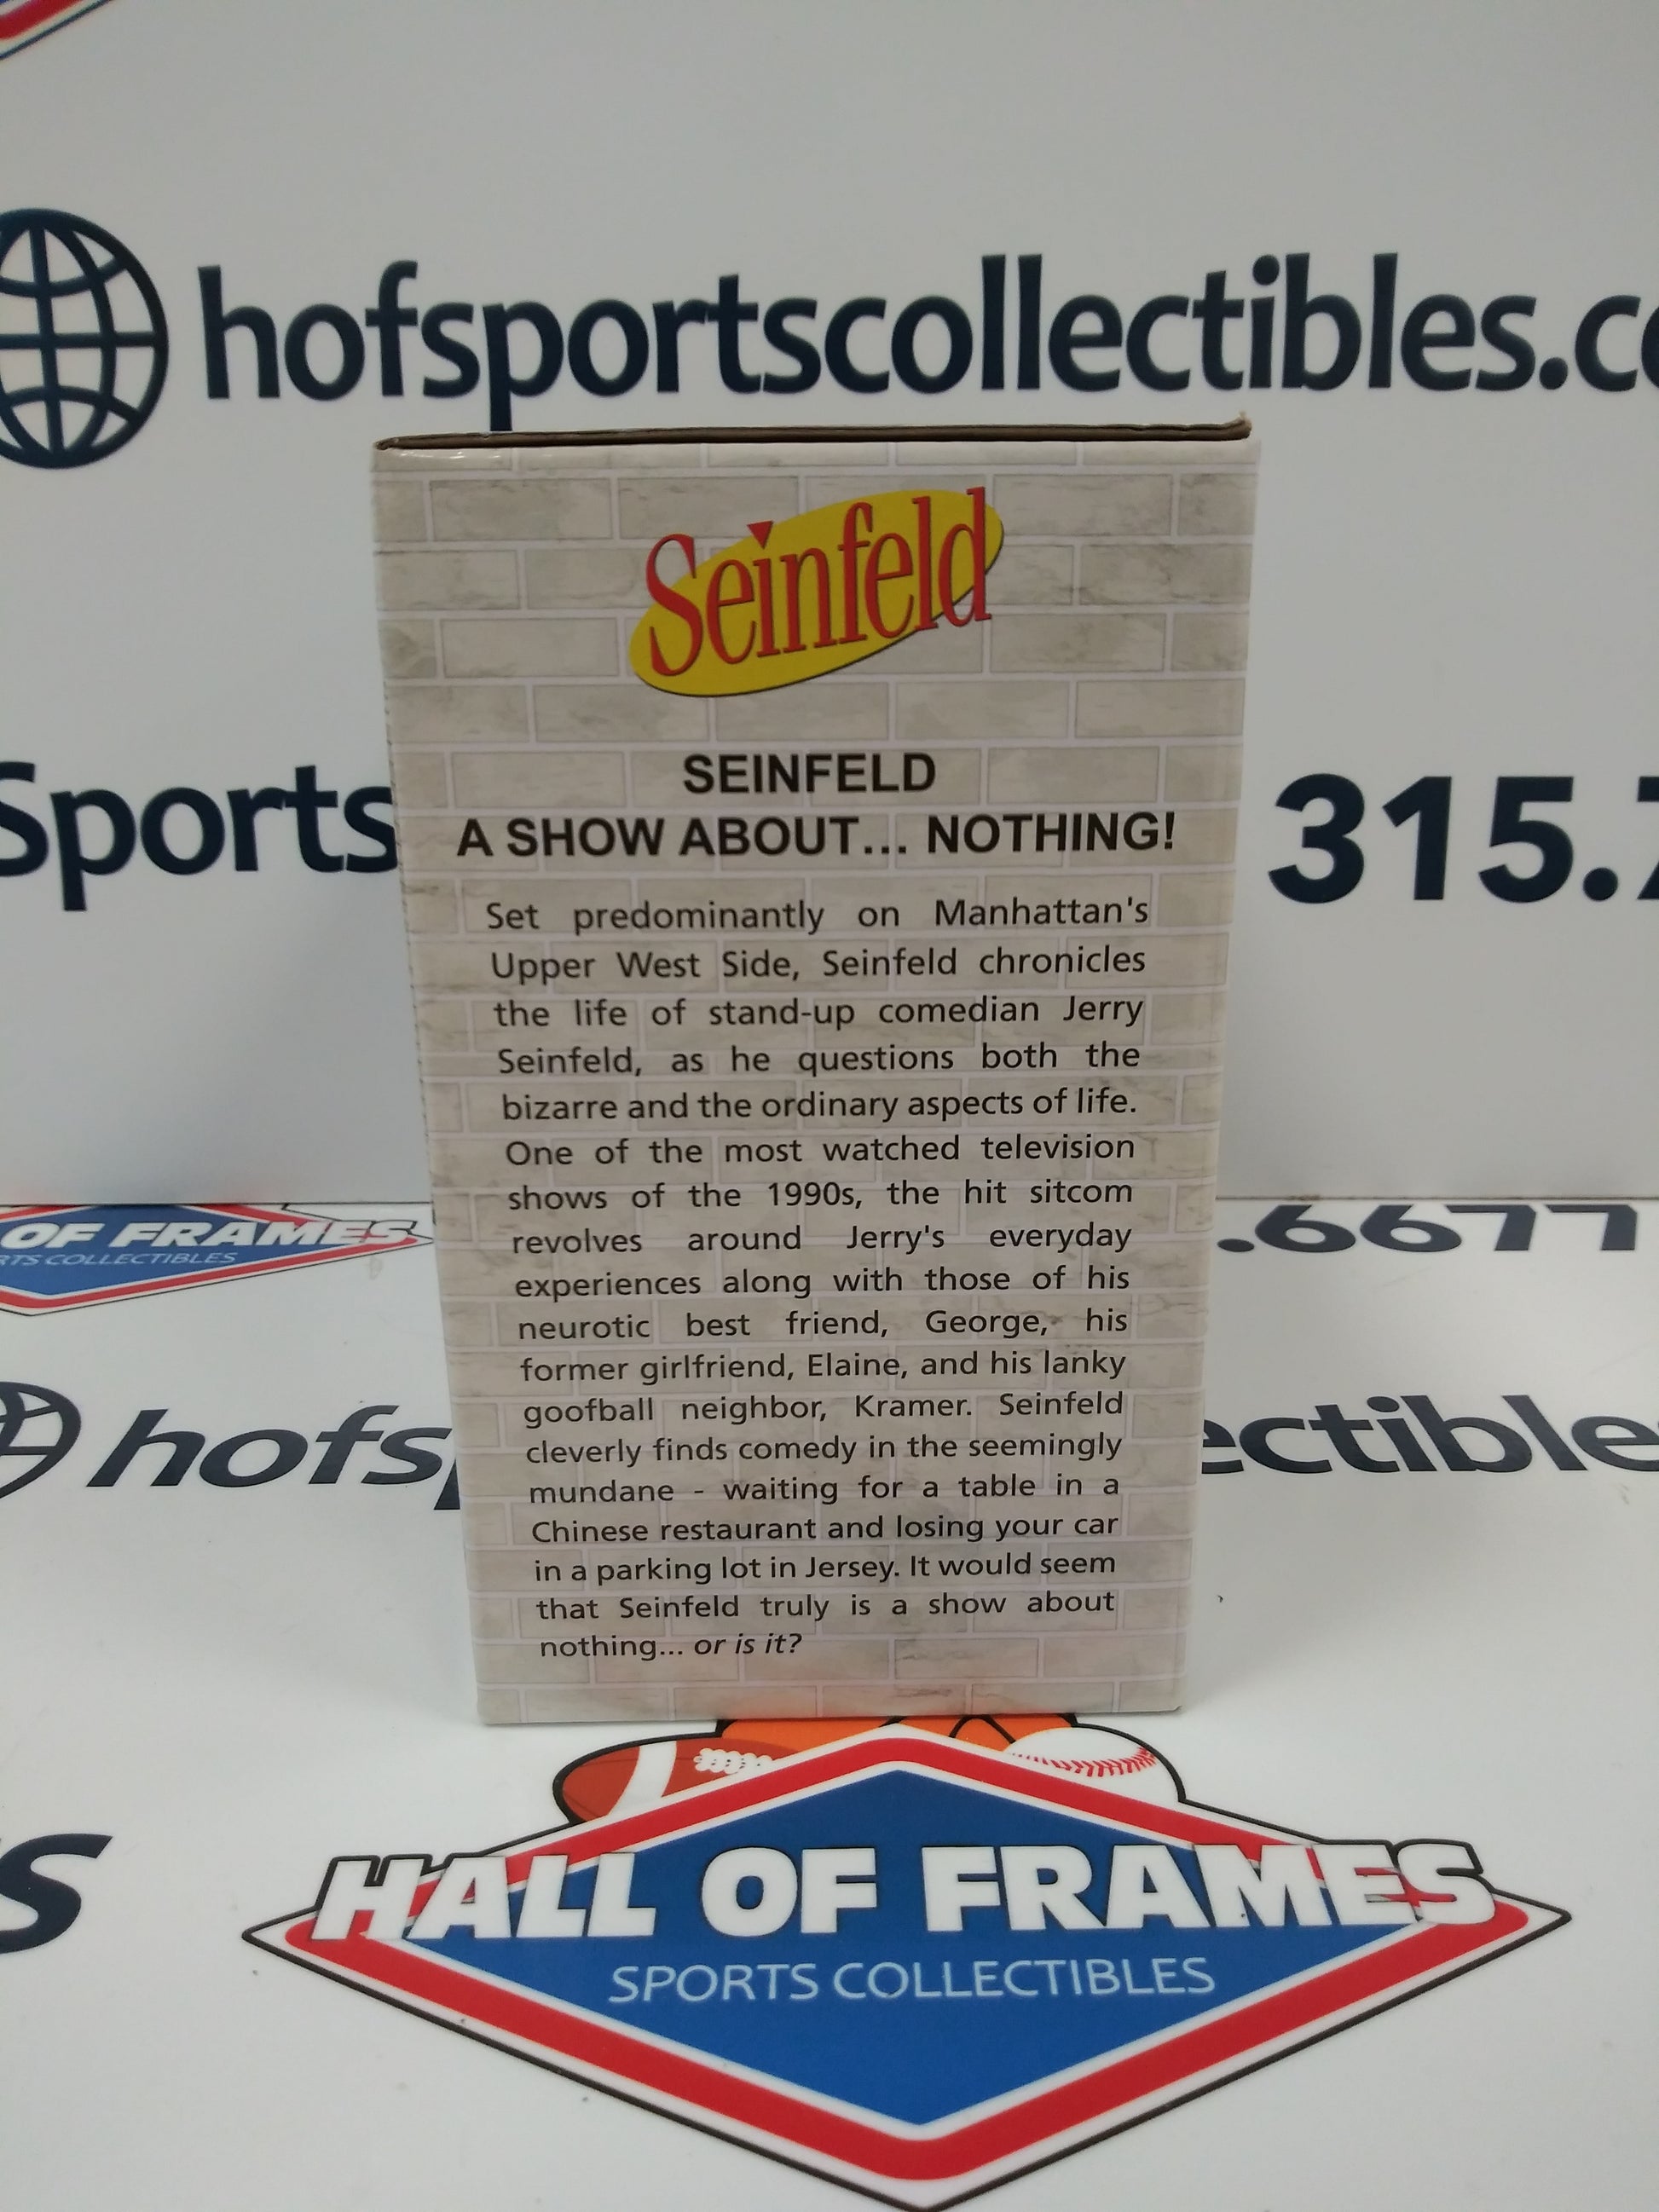 hofsportscollectibles.co
Seinfeld
SEINFELD
A SHOW ABOUT... NOTHING!
Sports
315.
Set predominantly on Manhattan's
Upper West Side, Seinfeld chronicles
the life of stand-up comedian Jerry
Seinfeld, as he questions both the
bizarre and the ordinary aspects of life.
One of the most watched television
shows of the 1990s, the hit sitcom
revolves around Jerry's everyday
experiences along with those of his
neurotic best friend, George, his
former girlfriend, Elaine, and his lanky
goofball neighbor, Kramer. Seinfeld
cleverly finds comedy in the seemingly
mundane - waiting for a table in a
Chinese restaurant and losing your car
in a parking lot in Jersey. It would seem
that Seinfeld truly is a show about
nothing... or is it?
OF FRAMES
RTS COLLECTIBLES
.6677
hofs
ectible
S
HALL OF FRAMES
SPORTS COLLECTIBLES